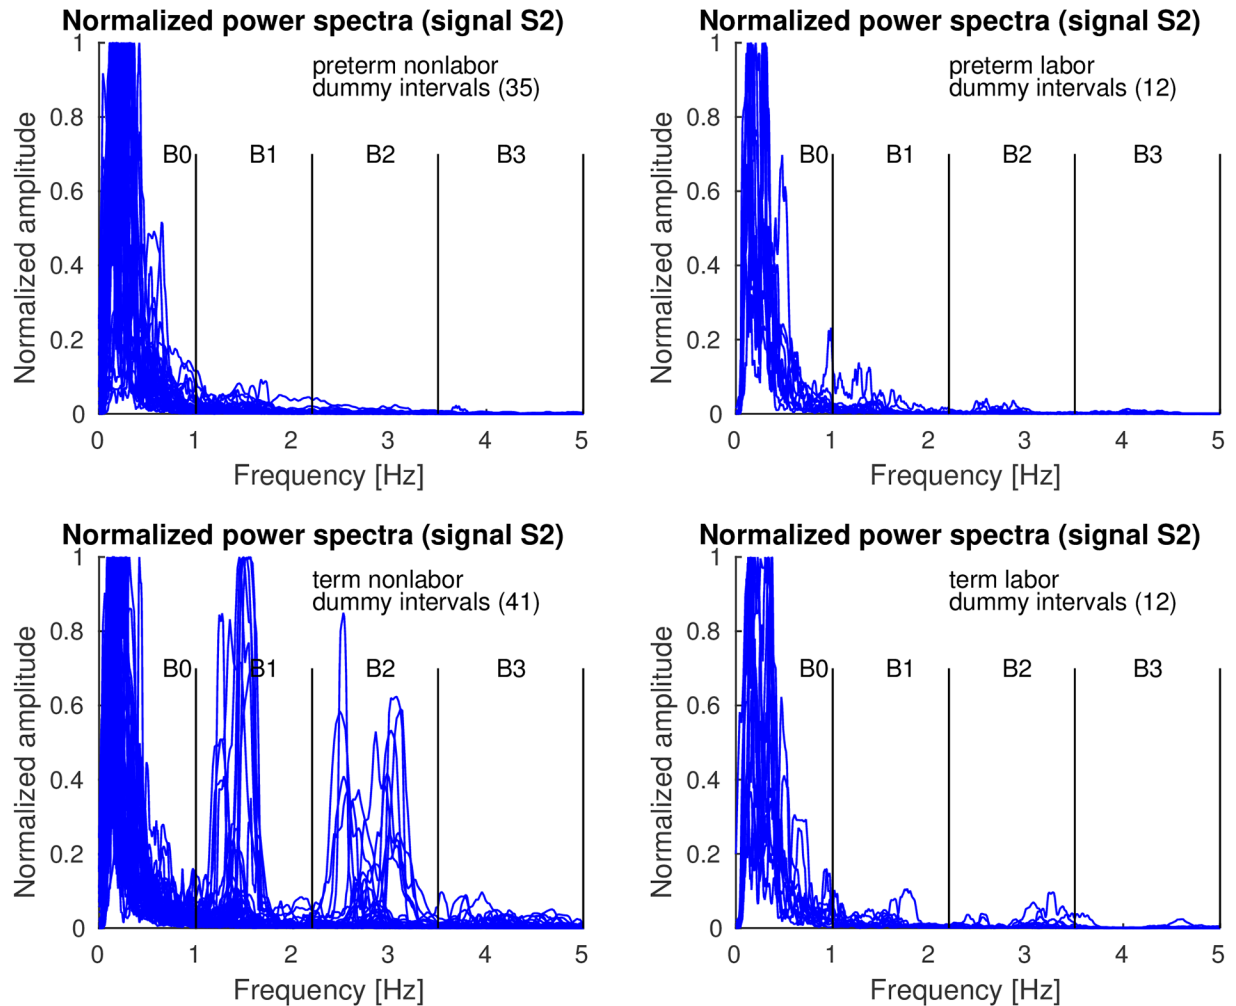 Normalized power spectra (signal S2)
preterm nonlabor
dummy intervals (35)
B0 B1 B2 B3
Normalized amplitude
1
0.8
0.6
0.4
0.2
0
0 1 2 3 4 5
Frequency [Hz]
Normalized power spectra (signal S2)
preterm labor
dummy intervals (12)
B0 B1 B2 B3
Normalized amplitude
1
0.8
0.6
0.4
0.2
0
0 1 2 3 4 5
Frequency [Hz]
Normalized power spectra (signal S2)
term nonlabor
dummy intervals (41)
B0 B1 B2 B3
Normalized amplitude
1
0.8
0.6
0.4
0.2
0
0 1 2 3 4 5
Frequency [Hz]
Normalized power spectra (signal S2)
term labor
dummy intervals (12)
B0 B1 B2 B3
Normalized amplitude
1
0.8
0.6
0.4
0.2
0
0 1 2 3 4 5
Frequency [Hz]